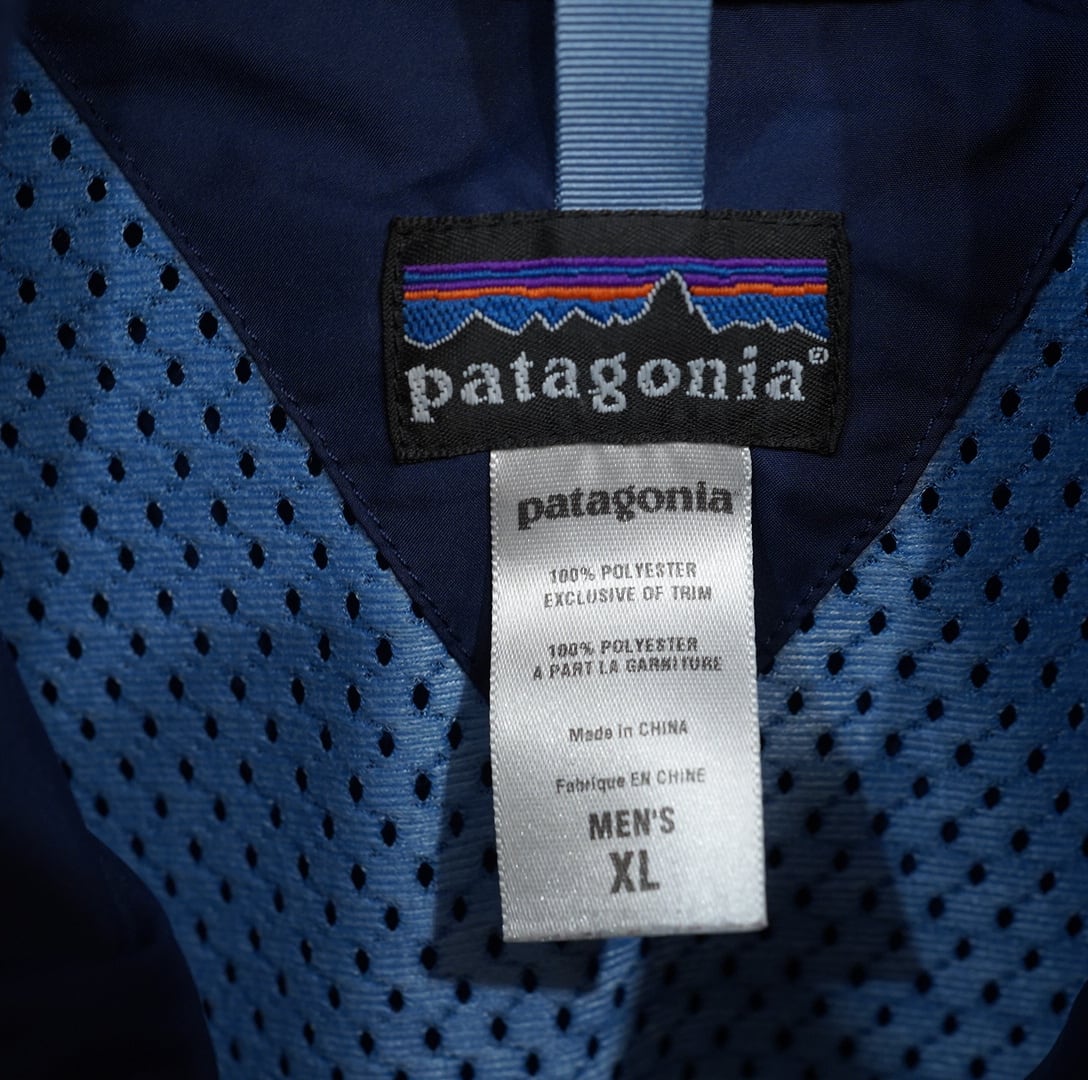 patagonia®
patagonia
100% POLYESTER
EXCLUSIVE OF TRIM
100% POLYESTER
A PART LA GARNITURE
Made in CHINA
Fabrique EN CHINE
MEN'S
XL